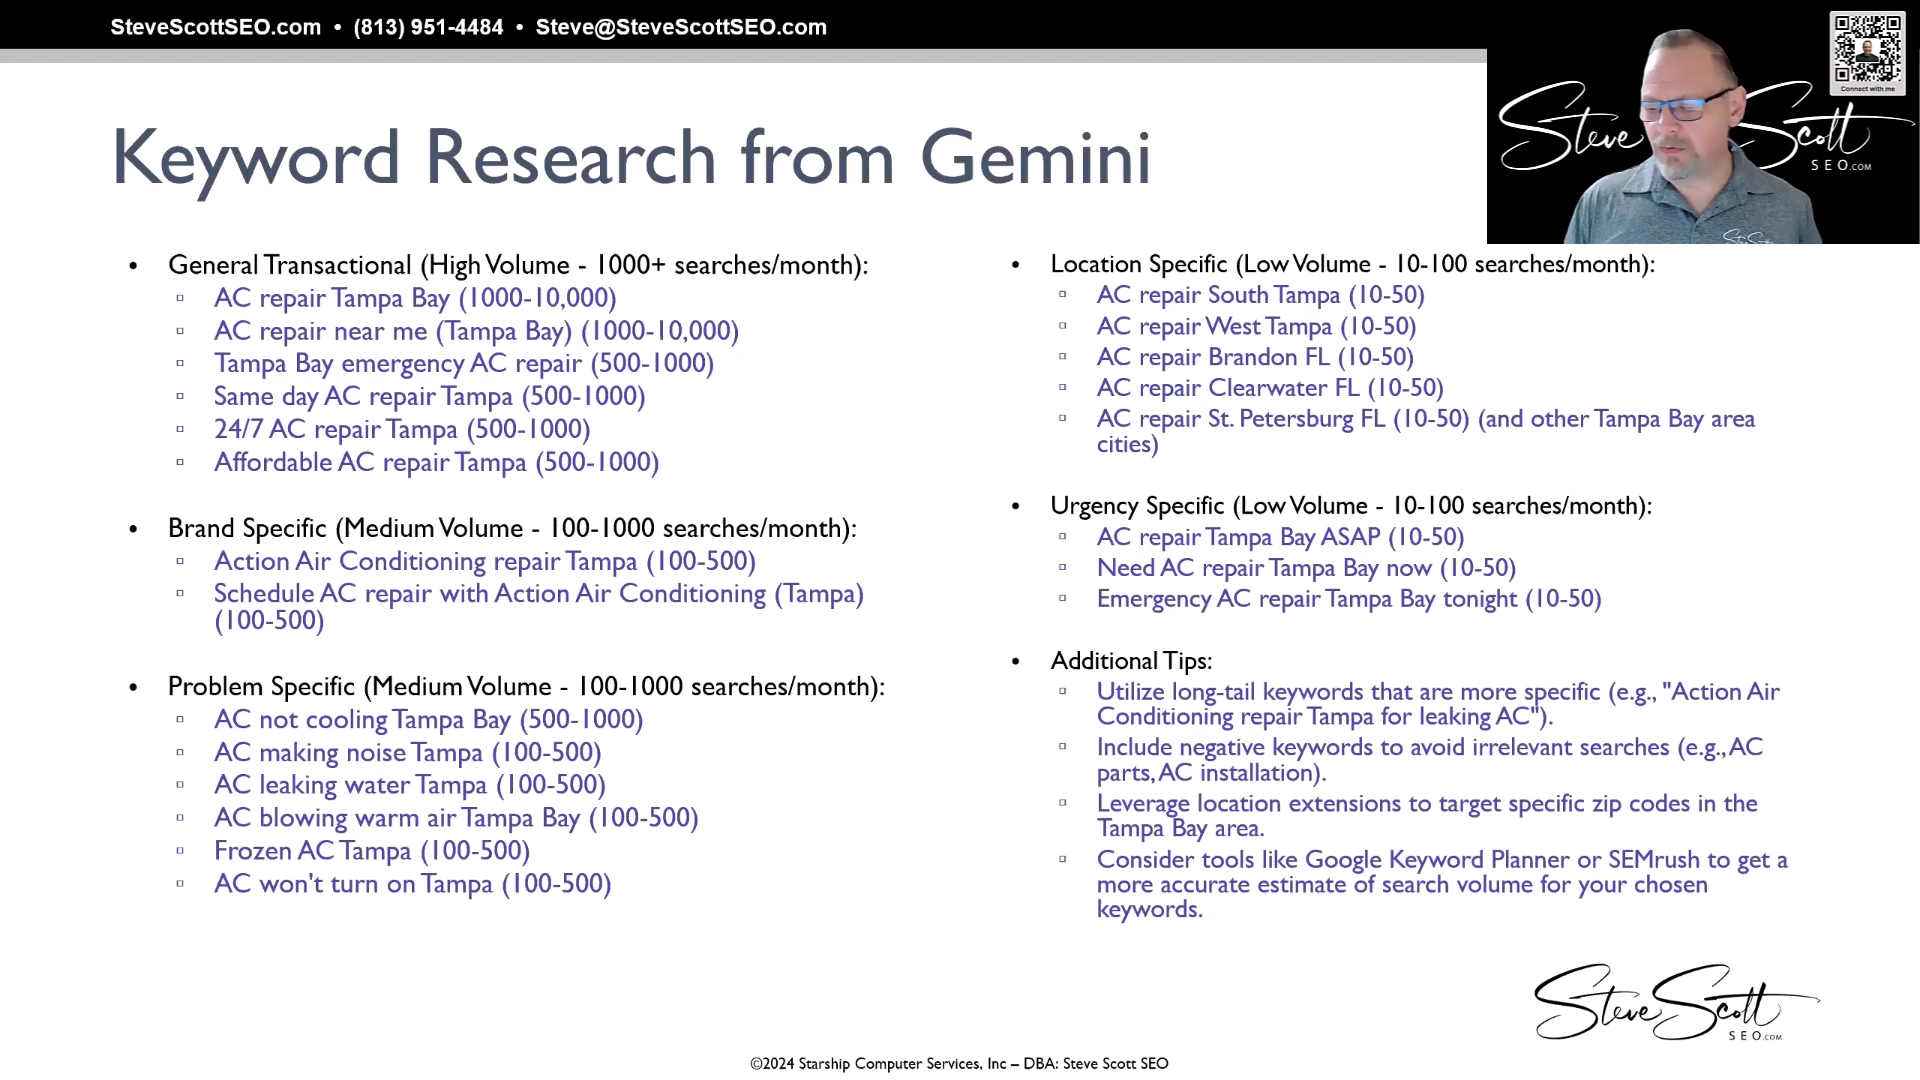 SteveScottSEO.com • (813) 951-4484 • Steve@SteveScottSEO.com
Connect with me
Steve Scott
SEO.COM
Keyword Research from Gemini
• General Transactional (High Volume - 1000+ searches/month):
▫ AC repair Tampa Bay (1000-10,000)
▫ AC repair near me (Tampa Bay) (1000-10,000)
▫ Tampa Bay emergency AC repair (500-1000)
▫ Same day AC repair Tampa (500-1000)
▫ 24/7 AC repair Tampa (500-1000)
▫ Affordable AC repair Tampa (500-1000)
• Brand Specific (Medium Volume - 100-1000 searches/month):
▫ Action Air Conditioning repair Tampa (100-500)
▫ Schedule AC repair with Action Air Conditioning (Tampa)
(100-500)
• Problem Specific (Medium Volume - 100-1000 searches/month):
▫ AC not cooling Tampa Bay (500-1000)
▫ AC making noise Tampa (100-500)
▫ AC leaking water Tampa (100-500)
▫ AC blowing warm air Tampa Bay (100-500)
▫ Frozen AC Tampa (100-500)
▫ AC won't turn on Tampa (100-500)
• Location Specific (Low Volume - 10-100 searches/month):
▫ AC repair South Tampa (10-50)
▫ AC repair West Tampa (10-50)
▫ AC repair Brandon FL (10-50)
▫ AC repair Clearwater FL (10-50)
▫ AC repair St. Petersburg FL (10-50) (and other Tampa Bay area
cities)
• Urgency Specific (Low Volume - 10-100 searches/month):
▫ AC repair Tampa Bay ASAP (10-50)
▫ Need AC repair Tampa Bay now (10-50)
▫ Emergency AC repair Tampa Bay tonight (10-50)
• Additional Tips:
▫ Utilize long-tail keywords that are more specific (e.g., "Action Air
Conditioning repair Tampa for leaking AC").
▫ Include negative keywords to avoid irrelevant searches (e.g., AC
parts, AC installation).
▫ Leverage location extensions to target specific zip codes in the
Tampa Bay area.
▫ Consider tools like Google Keyword Planner or SEMrush to get a
more accurate estimate of search volume for your chosen
keywords.
Steve Scott
SEO.COM
©2024 Starship Computer Services, Inc – DBA: Steve Scott SEO